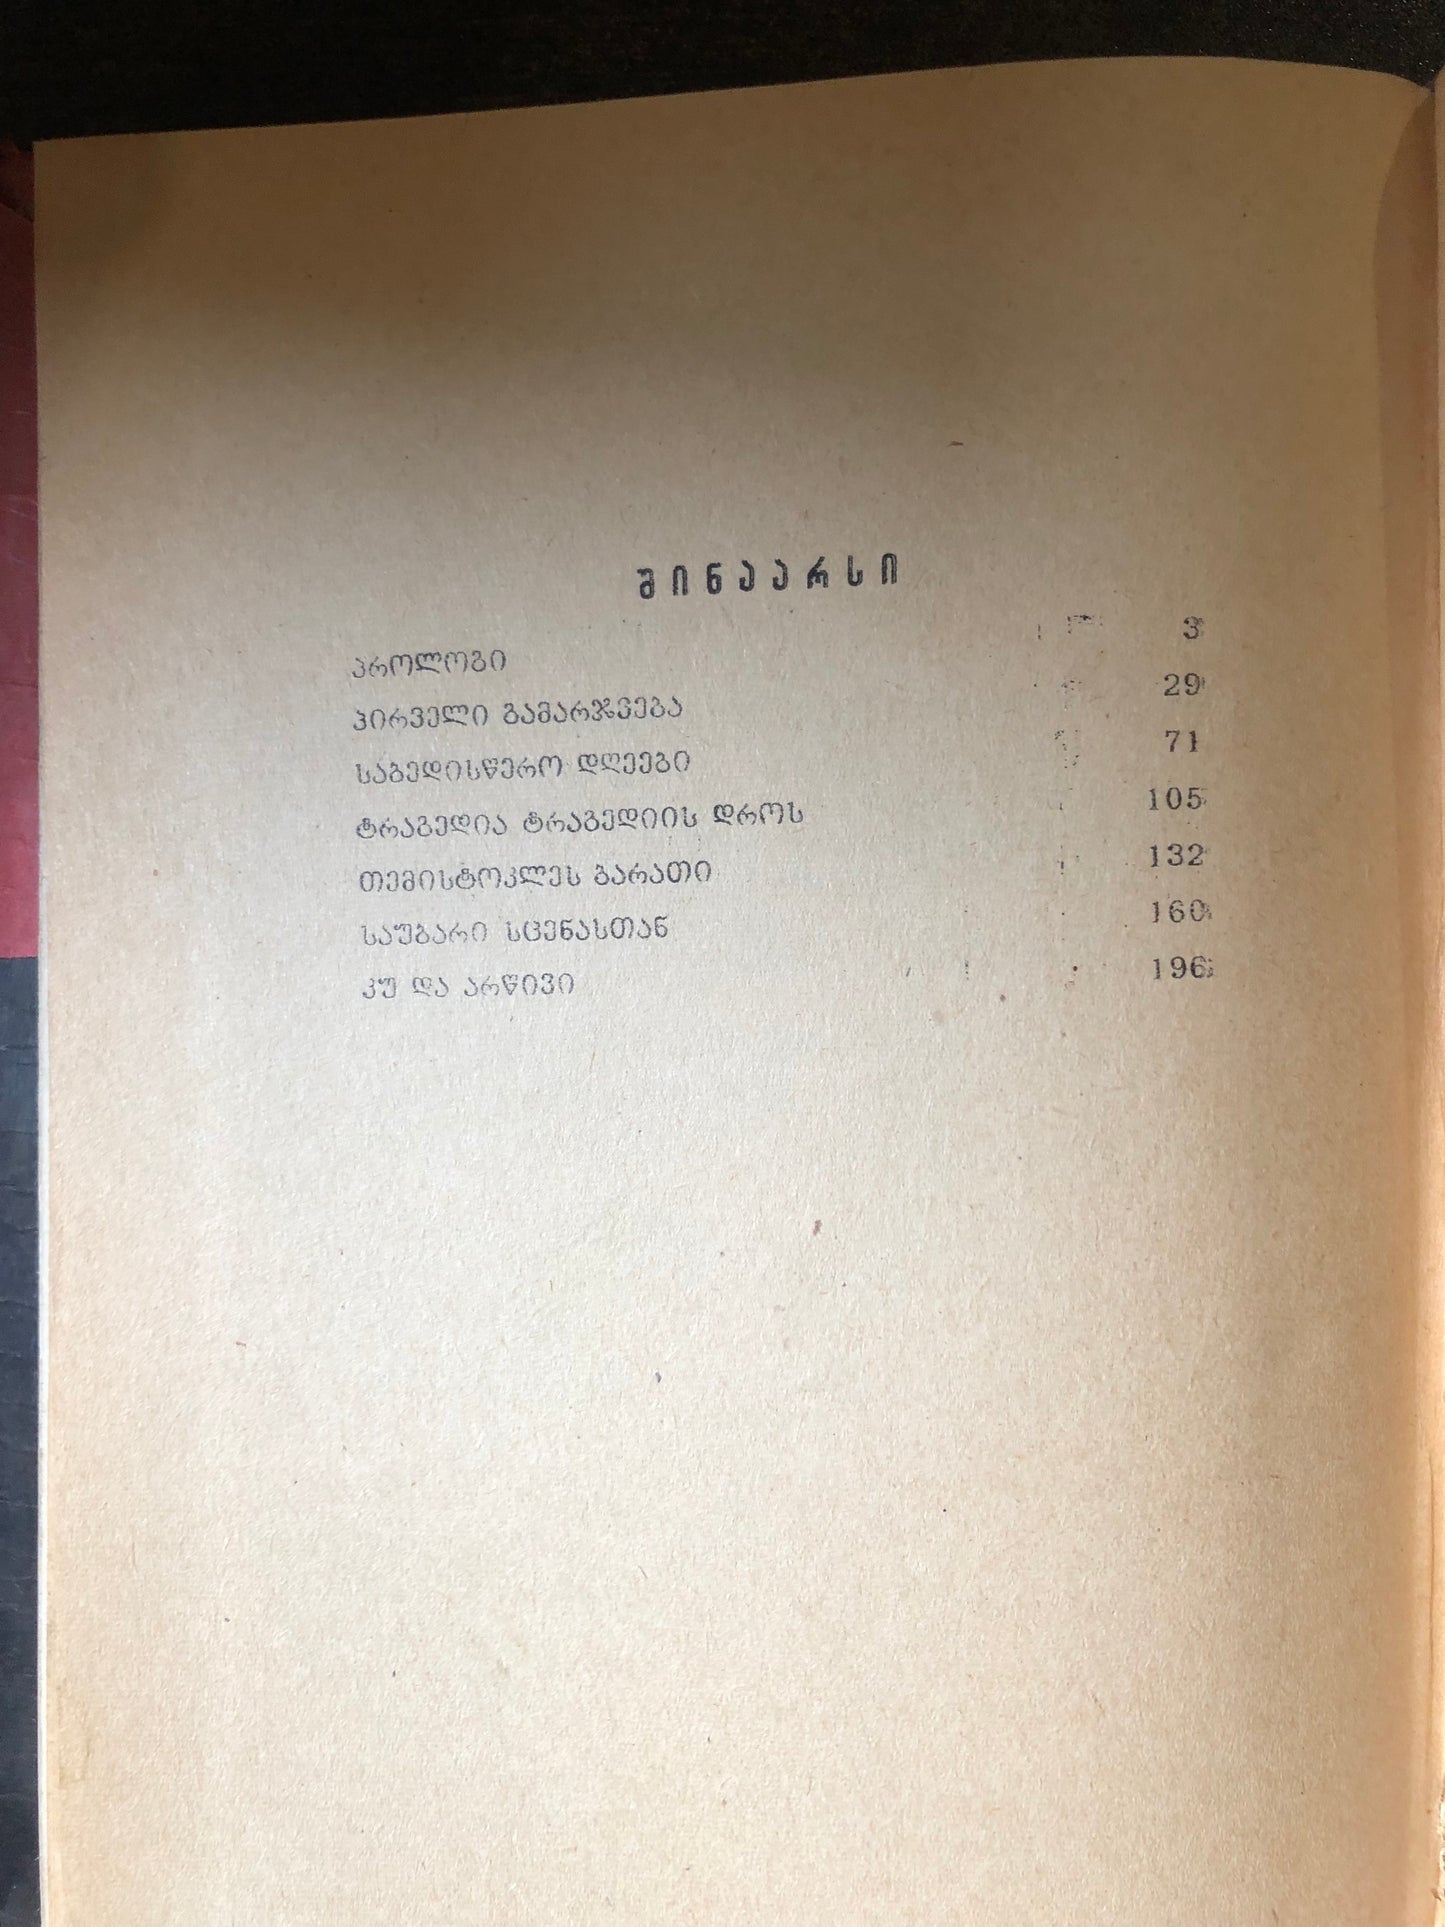 შინაარსი
პროლოგი 3
პირველი გამარჯვება 29
საბედისწერო დღეები 71
ტრაგედია ტრაგედიის დროს 105
თემისტოკლეს გარათი 132
საუბარი სცენასთან 160
კუ და არწივი 196